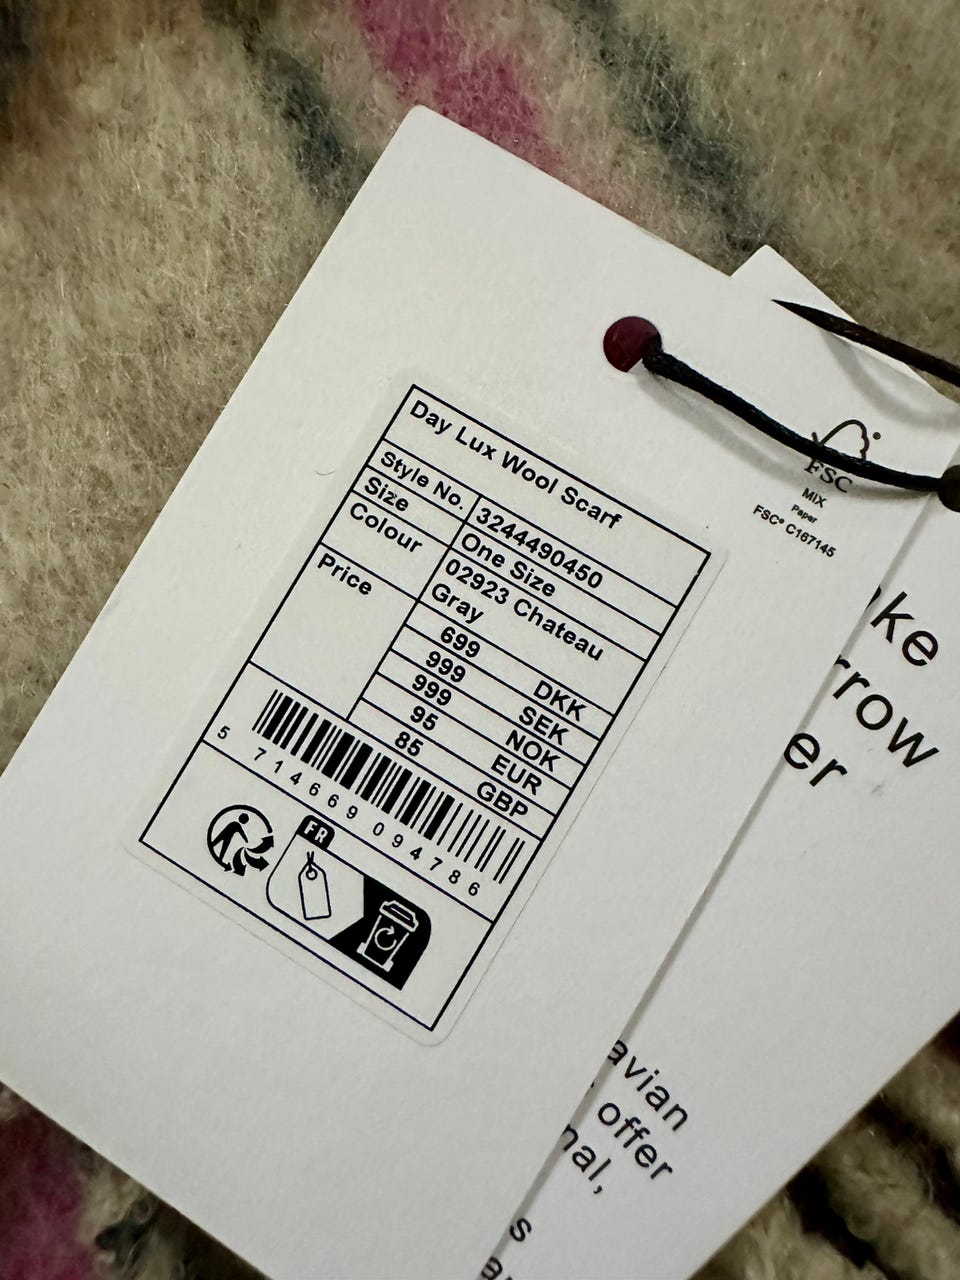 Day Lux Wool Scarf
Style No. 3244490450
Size One Size
Colour 02923 Chateau
Gray
Price 699 DKK
999 SEK
999 NOK
95 EUR
85 GBP
5 714669 094786
FR
FSC
MIX
Paper
FSC® C167145
ke
rrow
er
avian
offer
nal,
s